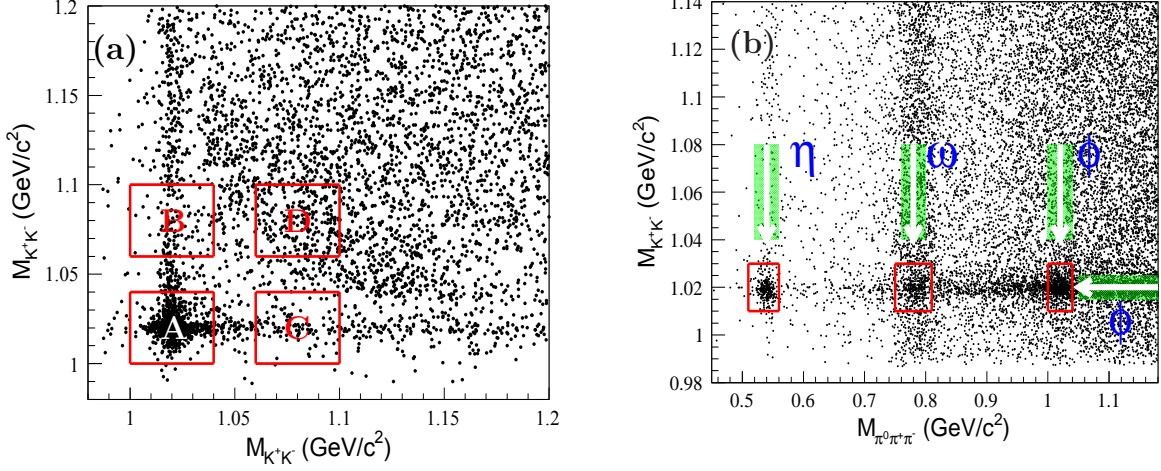 (a)
M_{K^+K^-} (GeV/c^2)
1.2
1.15
1.1
1.05
1
B
D
A
C
1
1.05
1.1
1.15
1.2
M_{K^+K^-} (GeV/c^2)
(b)
M_{K^+K^-} (GeV/c^2)
1.14
1.12
1.1
1.08
1.06
1.04
1.02
1
0.98
η
ω
ϕ
ϕ
0.5
0.6
0.7
0.8
0.9
1
1.1
M_{π^0π^+π^-} (GeV/c^2)